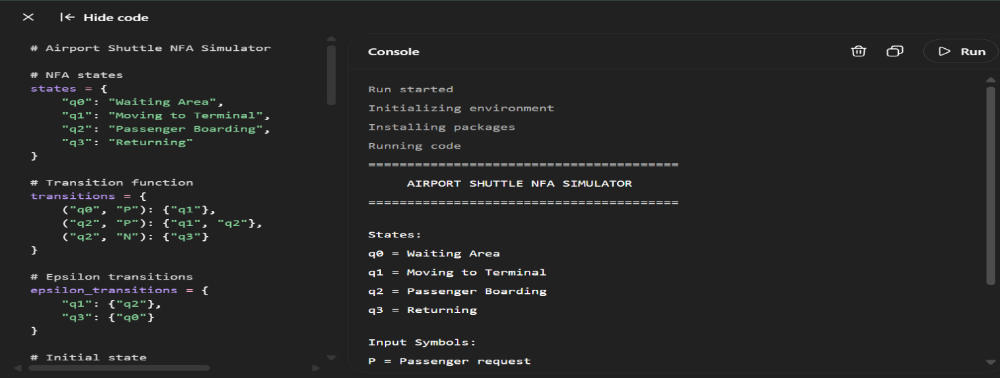 Hide code
# Airport Shuttle NFA Simulator
# NFA states
states = {
    "q0": "Waiting Area",
    "q1": "Moving to Terminal",
    "q2": "Passenger Boarding",
    "q3": "Returning"
}
# Transition function
transitions = {
    ("q0", "P"): {"q1"},
    ("q2", "P"): {"q1", "q2"},
    ("q2", "N"): {"q3"}
}
# Epsilon transitions
epsilon_transitions = {
    "q1": {"q2"},
    "q3": {"q0"}
}
# Initial state
Console
Run
Run started
Initializing environment
Installing packages
Running code
========================================
     AIRPORT SHUTTLE NFA SIMULATOR
========================================
States:
q0 = Waiting Area
q1 = Moving to Terminal
q2 = Passenger Boarding
q3 = Returning
Input Symbols:
P = Passenger request